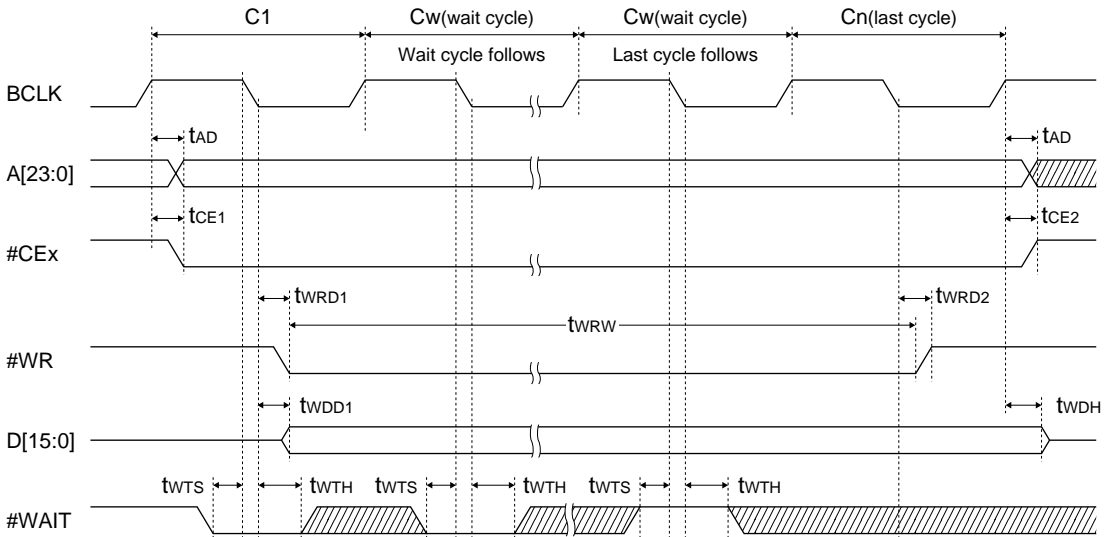 C1 Cw(wait cycle) Cw(wait cycle) Cn(last cycle)
Wait cycle follows Last cycle follows
BCLK
tAD tAD
A[23:0]
tCE1 tCE2
#CEx
tWRD1 tWRD2
tWRW
#WR
tWDD1 tWDH
D[15:0]
tWTS tWTH tWTS tWTH tWTS tWTH
#WAIT